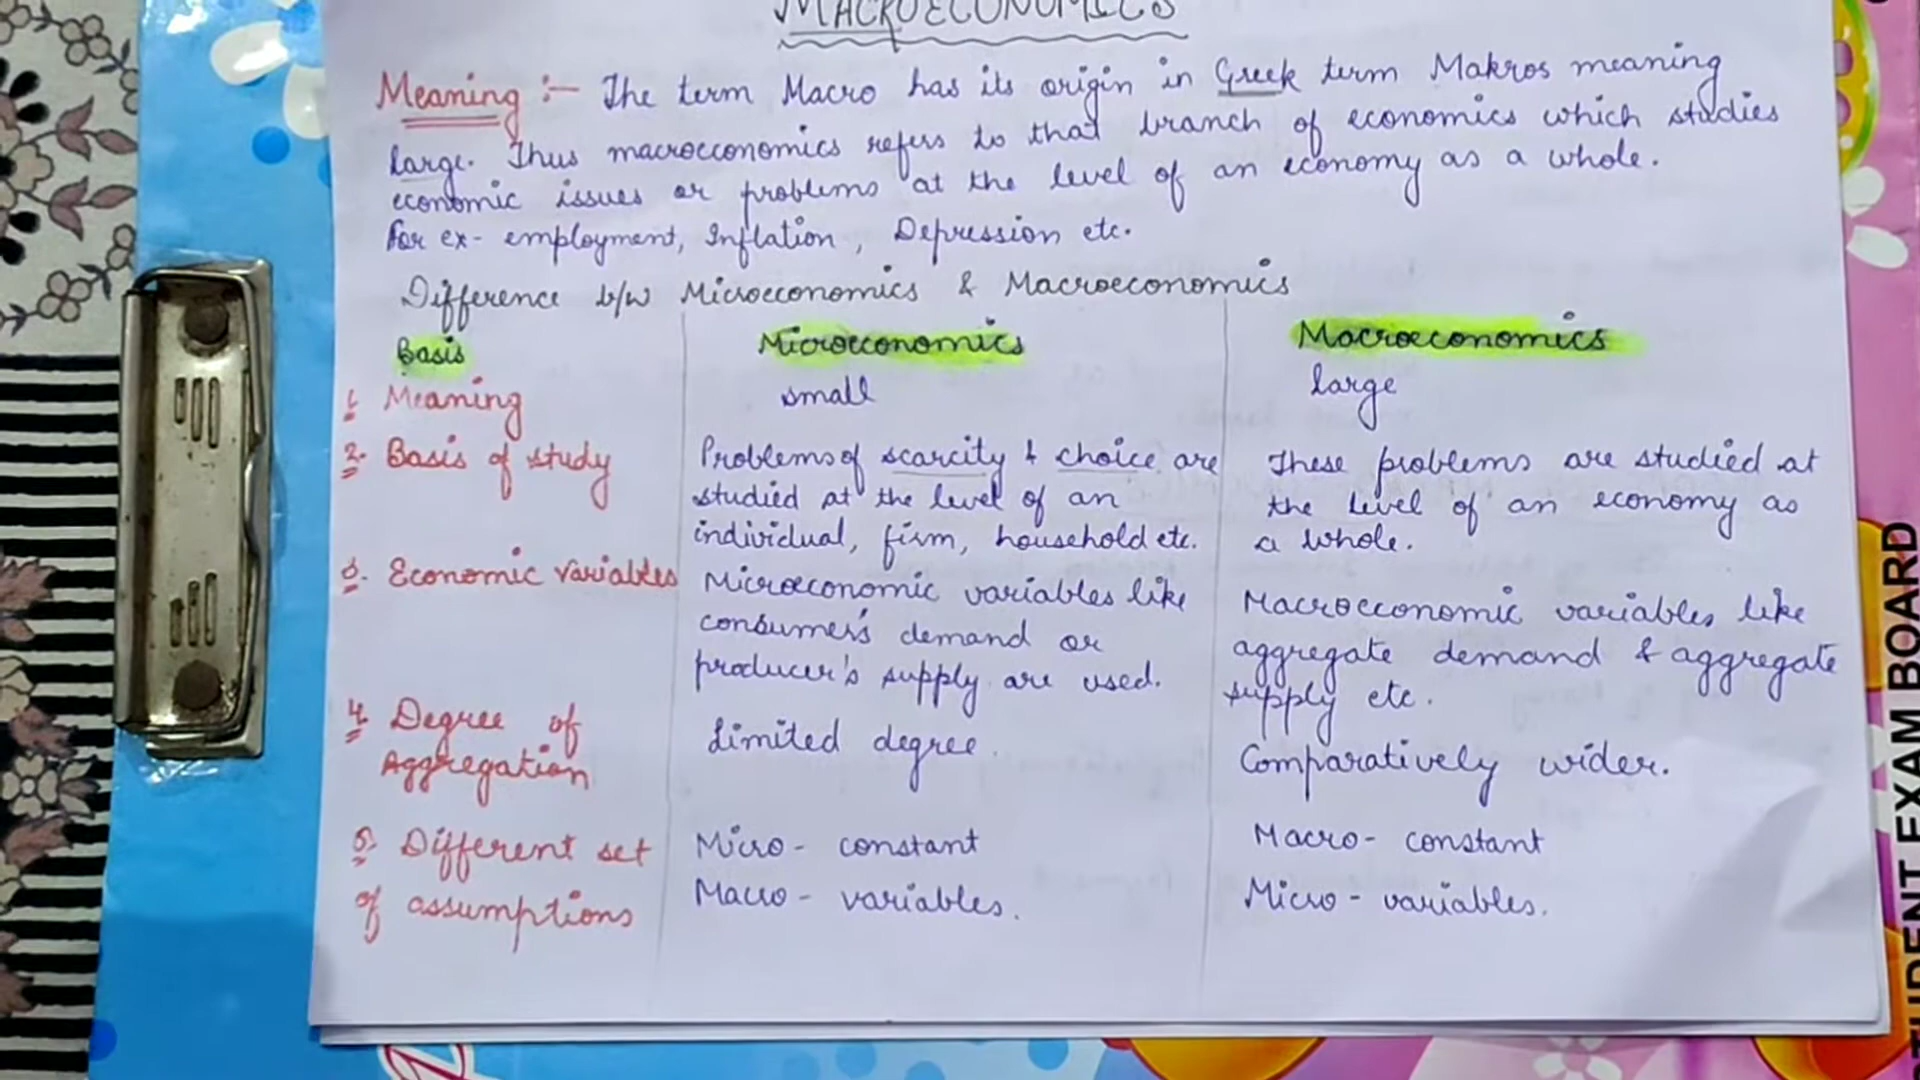 MACROECONOMICS
Meaning :- The term Macro has its origin in Greek term Makros meaning
large. Thus macroeconomics refers to that branch of economics which studies
economic issues or problems at the level of an economy as a whole.
For ex- employment, Inflation, Depression etc.
Difference b/w Microeconomics & Macroeconomics
Basis Microeconomics Macroeconomics
1. Meaning small large
2. Basis of study Problems of scarcity & choice are These problems are studied at
studied at the level of an the level of an economy as
individual, firm, household etc. a whole.
3. Economic variables Microeconomic variables like Macroeconomic variables like
consumer's demand or aggregate demand & aggregate
producer's supply are used. supply etc.
4. Degree of Limited degree. Comparatively wider.
Aggregation
5. Different set Micro - constant Macro - constant
of assumptions Macro - variables. Micro - variables.
STUDENT EXAM BOARD